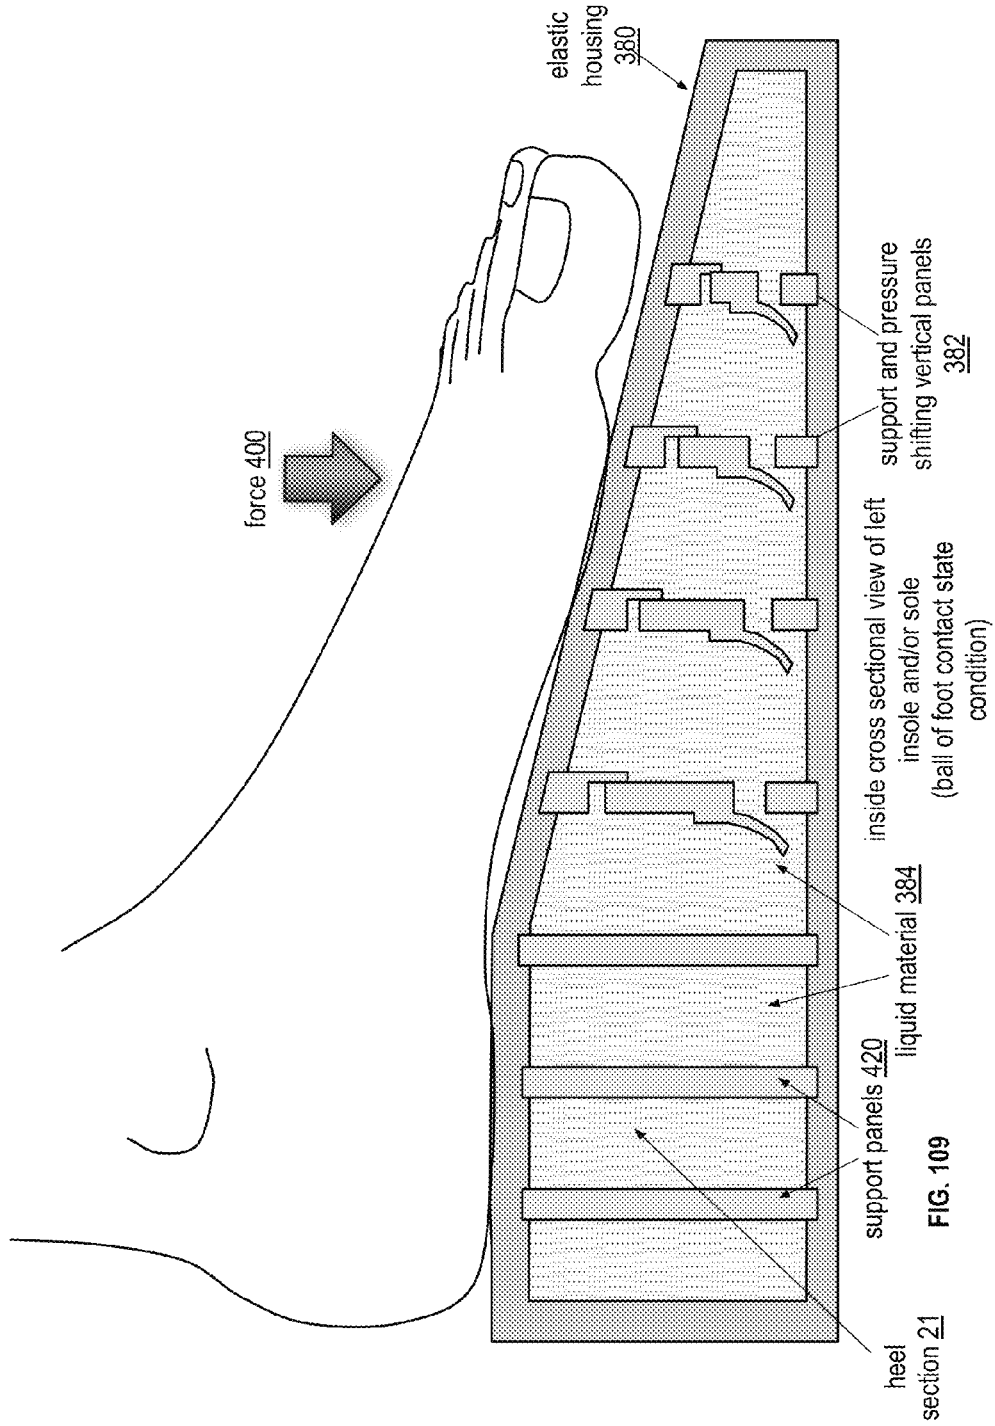 elastic
housing
380
force 400
support and pressure
shifting vertical panels
382
inside cross sectional view of left
insole and/or sole
(ball of foot contact state
condition)
liquid material 384
support panels 420
heel
section 21
FIG. 109